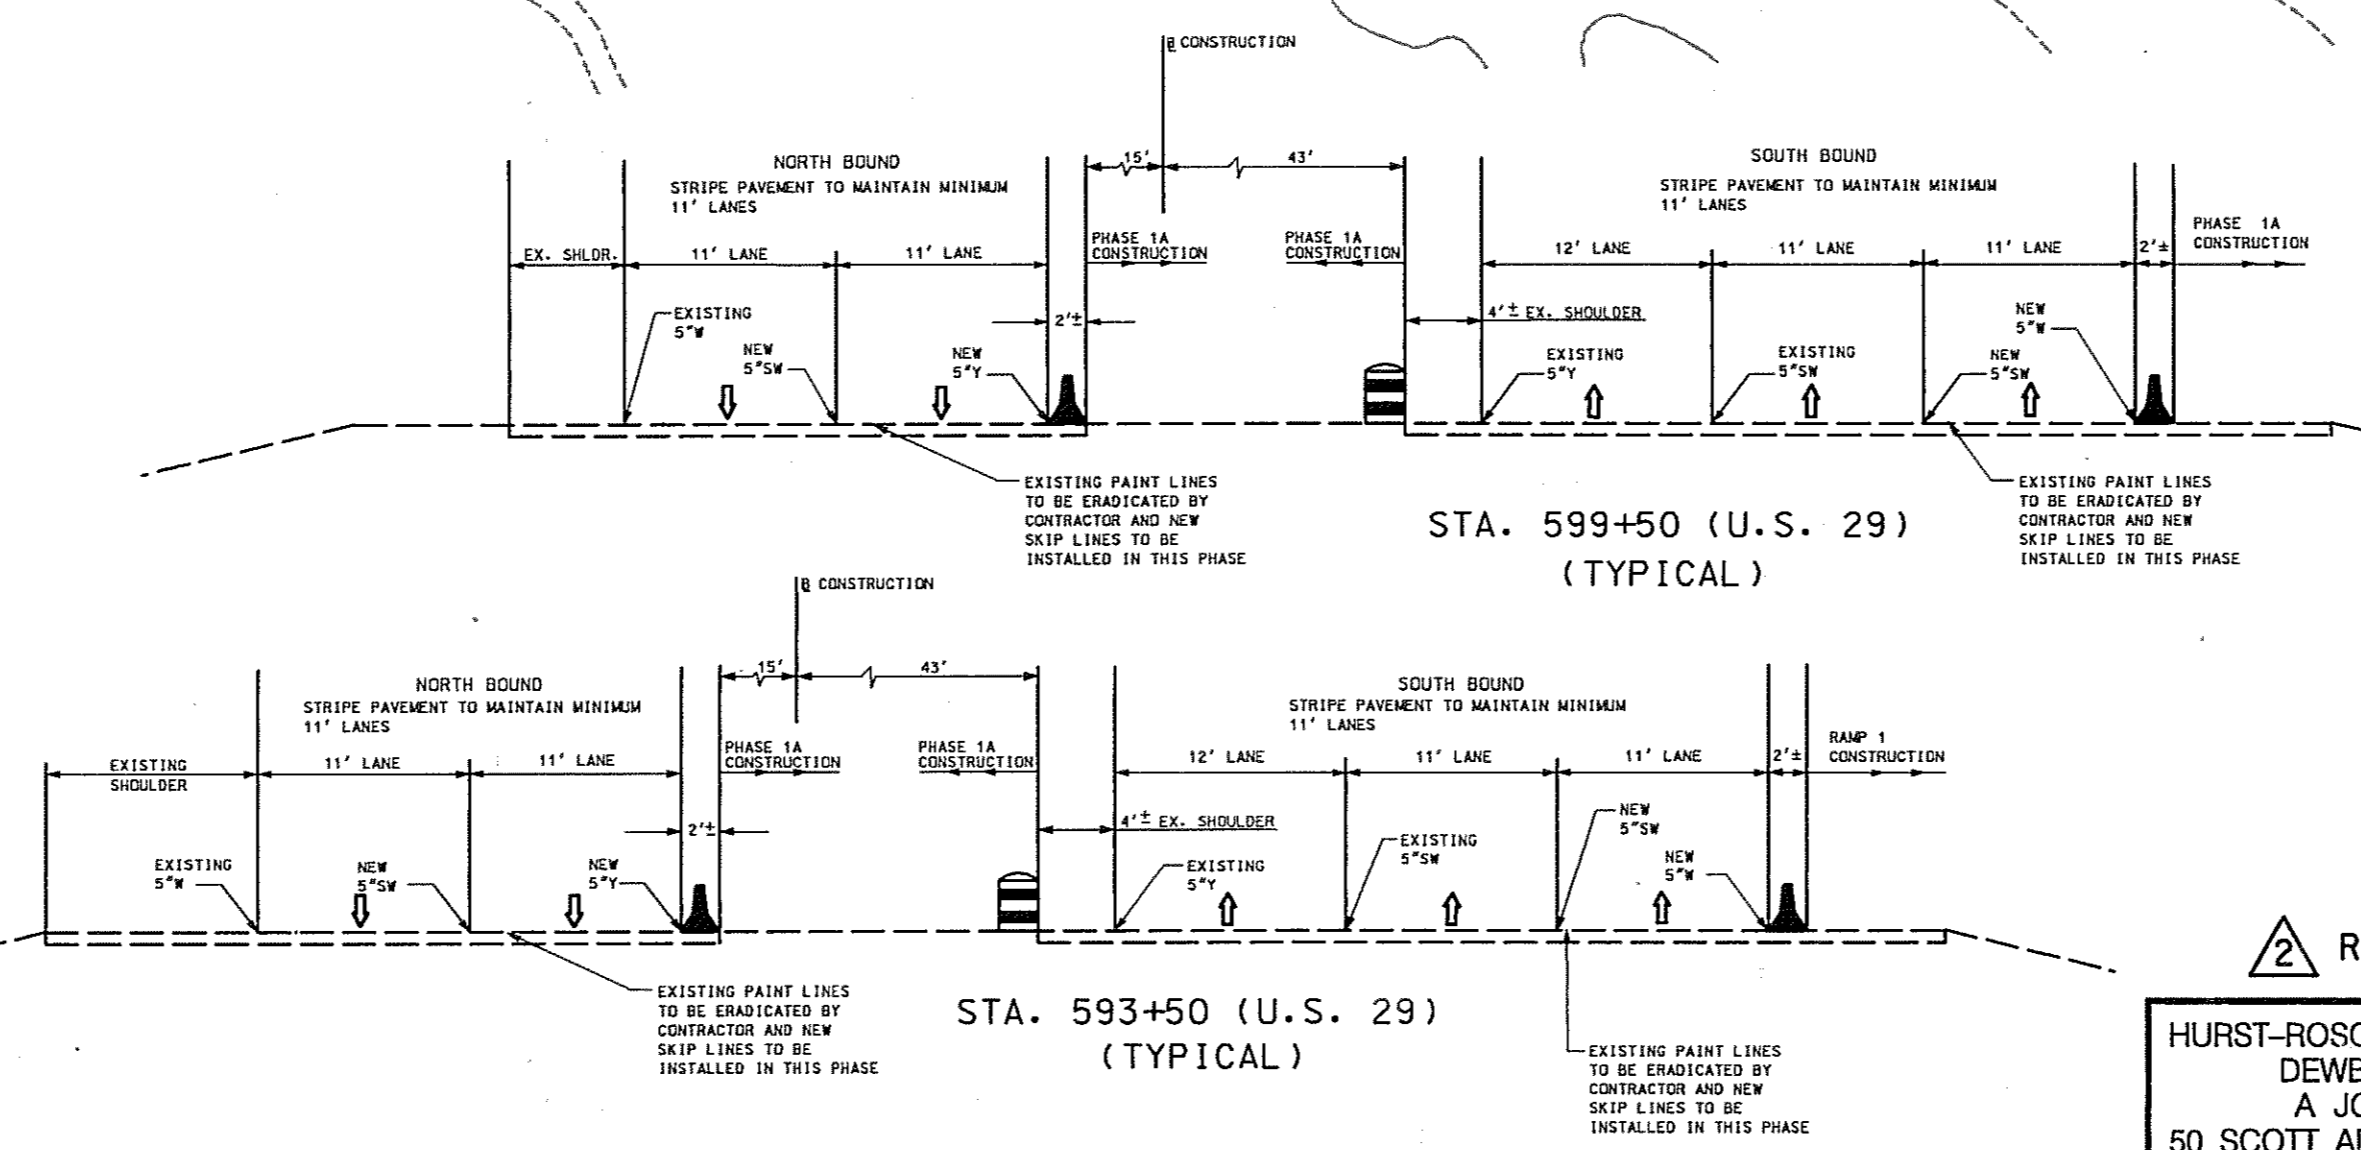 ℄ CONSTRUCTION
NORTH BOUND
STRIPE PAVEMENT TO MAINTAIN MINIMUM
11' LANES
15'
43'
SOUTH BOUND
STRIPE PAVEMENT TO MAINTAIN MINIMUM
11' LANES
EX. SHLDR.
11' LANE
11' LANE
PHASE 1A
CONSTRUCTION
PHASE 1A
CONSTRUCTION
12' LANE
11' LANE
11' LANE
2'±
PHASE 1A
CONSTRUCTION
EXISTING
5"W
NEW
5"SW
NEW
5"Y
2'±
4'± EX. SHOULDER
EXISTING
5"Y
EXISTING
5"SW
NEW
5"SW
NEW
5"W
EXISTING PAINT LINES
TO BE ERADICATED BY
CONTRACTOR AND NEW
SKIP LINES TO BE
INSTALLED IN THIS PHASE
STA. 599+50 (U.S. 29)
(TYPICAL)
EXISTING PAINT LINES
TO BE ERADICATED BY
CONTRACTOR AND NEW
SKIP LINES TO BE
INSTALLED IN THIS PHASE
℄ CONSTRUCTION
NORTH BOUND
STRIPE PAVEMENT TO MAINTAIN MINIMUM
11' LANES
15'
43'
SOUTH BOUND
STRIPE PAVEMENT TO MAINTAIN MINIMUM
11' LANES
EXISTING
SHOULDER
11' LANE
11' LANE
PHASE 1A
CONSTRUCTION
PHASE 1A
CONSTRUCTION
12' LANE
11' LANE
11' LANE
2'±
RAMP 1
CONSTRUCTION
EXISTING
5"W
NEW
5"SW
NEW
5"Y
2'±
4'± EX. SHOULDER
EXISTING
5"Y
EXISTING
5"SW
NEW
5"SW
NEW
5"W
EXISTING PAINT LINES
TO BE ERADICATED BY
CONTRACTOR AND NEW
SKIP LINES TO BE
INSTALLED IN THIS PHASE
STA. 593+50 (U.S. 29)
(TYPICAL)
EXISTING PAINT LINES
TO BE ERADICATED BY
CONTRACTOR AND NEW
SKIP LINES TO BE
INSTALLED IN THIS PHASE
2 R
HURST-ROSC
DEWB
A JO
50 SCOTT